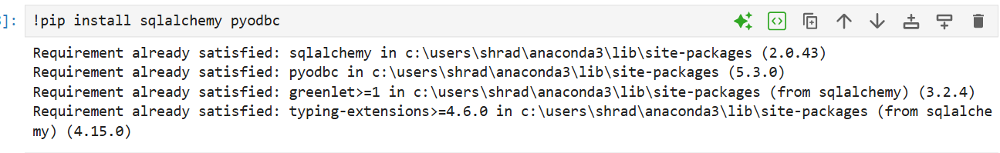 ]:
!pip install sqlalchemy pyodbc
Requirement already satisfied: sqlalchemy in c:\users\shrad\anaconda3\lib\site-packages (2.0.43)
Requirement already satisfied: pyodbc in c:\users\shrad\anaconda3\lib\site-packages (5.3.0)
Requirement already satisfied: greenlet>=1 in c:\users\shrad\anaconda3\lib\site-packages (from sqlalchemy) (3.2.4)
Requirement already satisfied: typing-extensions>=4.6.0 in c:\users\shrad\anaconda3\lib\site-packages (from sqlalche
my) (4.15.0)